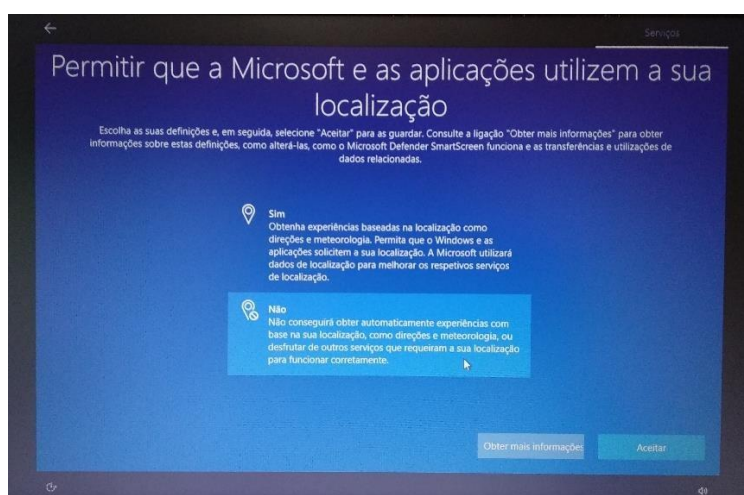 Serviços
Permitir que a Microsoft e as aplicações utilizem a sua
localização
Escolha as suas definições e, em seguida, selecione "Aceitar" para as guardar. Consulte a ligação "Obter mais informações" para obter
informações sobre estas definições, como alterá-las, como o Microsoft Defender SmartScreen funciona e as transferências e utilizações de
dados relacionadas.
Sim
Obtenha experiências baseadas na localização como
direções e meteorologia. Permita que o Windows e as
aplicações solicitem a sua localização. A Microsoft utilizará
dados de localização para melhorar os respetivos serviços
de localização.
Não
Não conseguirá obter automaticamente experiências com
base na sua localização, como direções e meteorologia, ou
desfrutar de outros serviços que requeiram a sua localização
para funcionar corretamente.
Obter mais informações
Aceitar